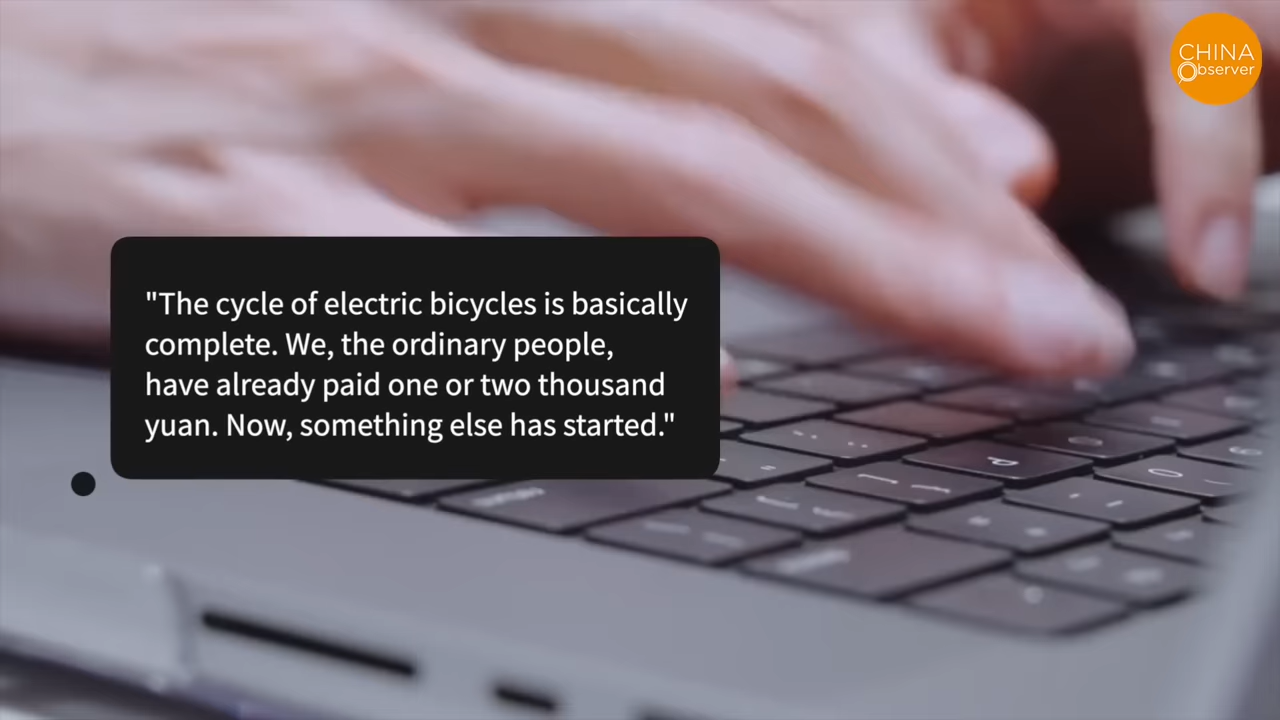 CHINA
Observer
"The cycle of electric bicycles is basically
complete. We, the ordinary people,
have already paid one or two thousand
yuan. Now, something else has started."